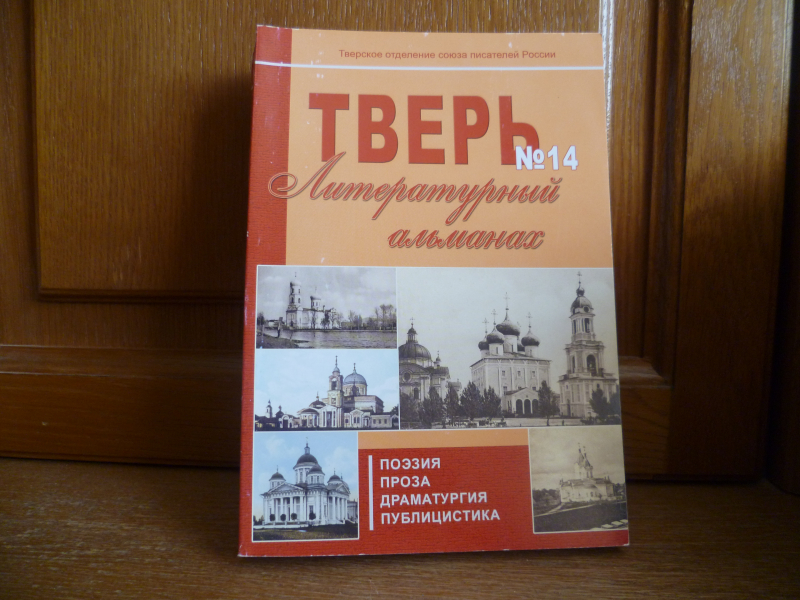 Тверское отделение союза писателей России
ТВЕРЬ
№14
Литературный
альманах
ПОЭЗИЯ
ПРОЗА
ДРАМАТУРГИЯ
ПУБЛИЦИСТИКА